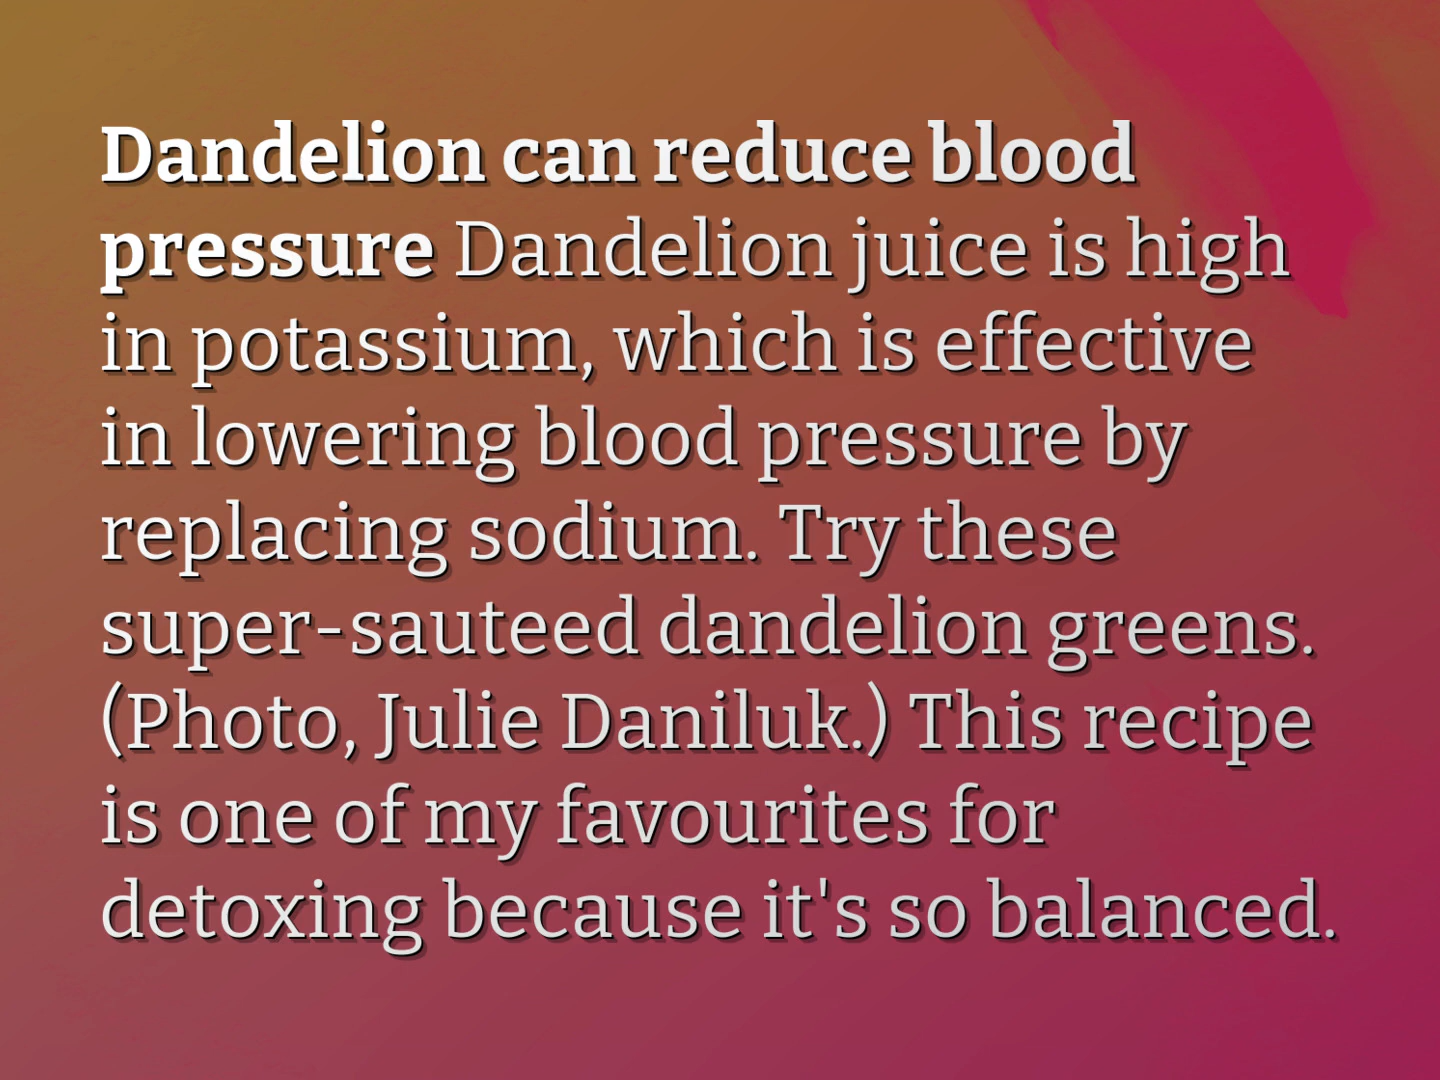 Dandelion can reduce blood
pressure Dandelion juice is high
in potassium, which is effective
in lowering blood pressure by
replacing sodium. Try these
super-sauteed dandelion greens.
(Photo, Julie Daniluk.) This recipe
is one of my favourites for
detoxing because it's so balanced.